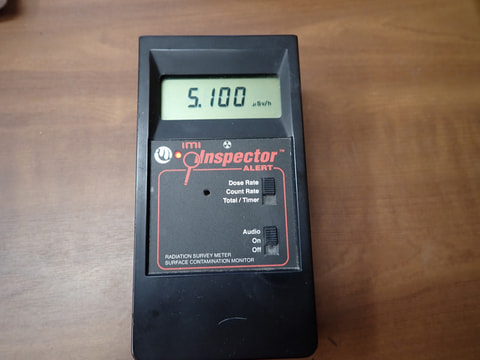 5.100 µSv/h
imi
Inspector™
ALERT
Dose Rate
Count Rate
Total / Timer
Audio
On
Off
RADIATION SURVEY METER
SURFACE CONTAMINATION MONITOR